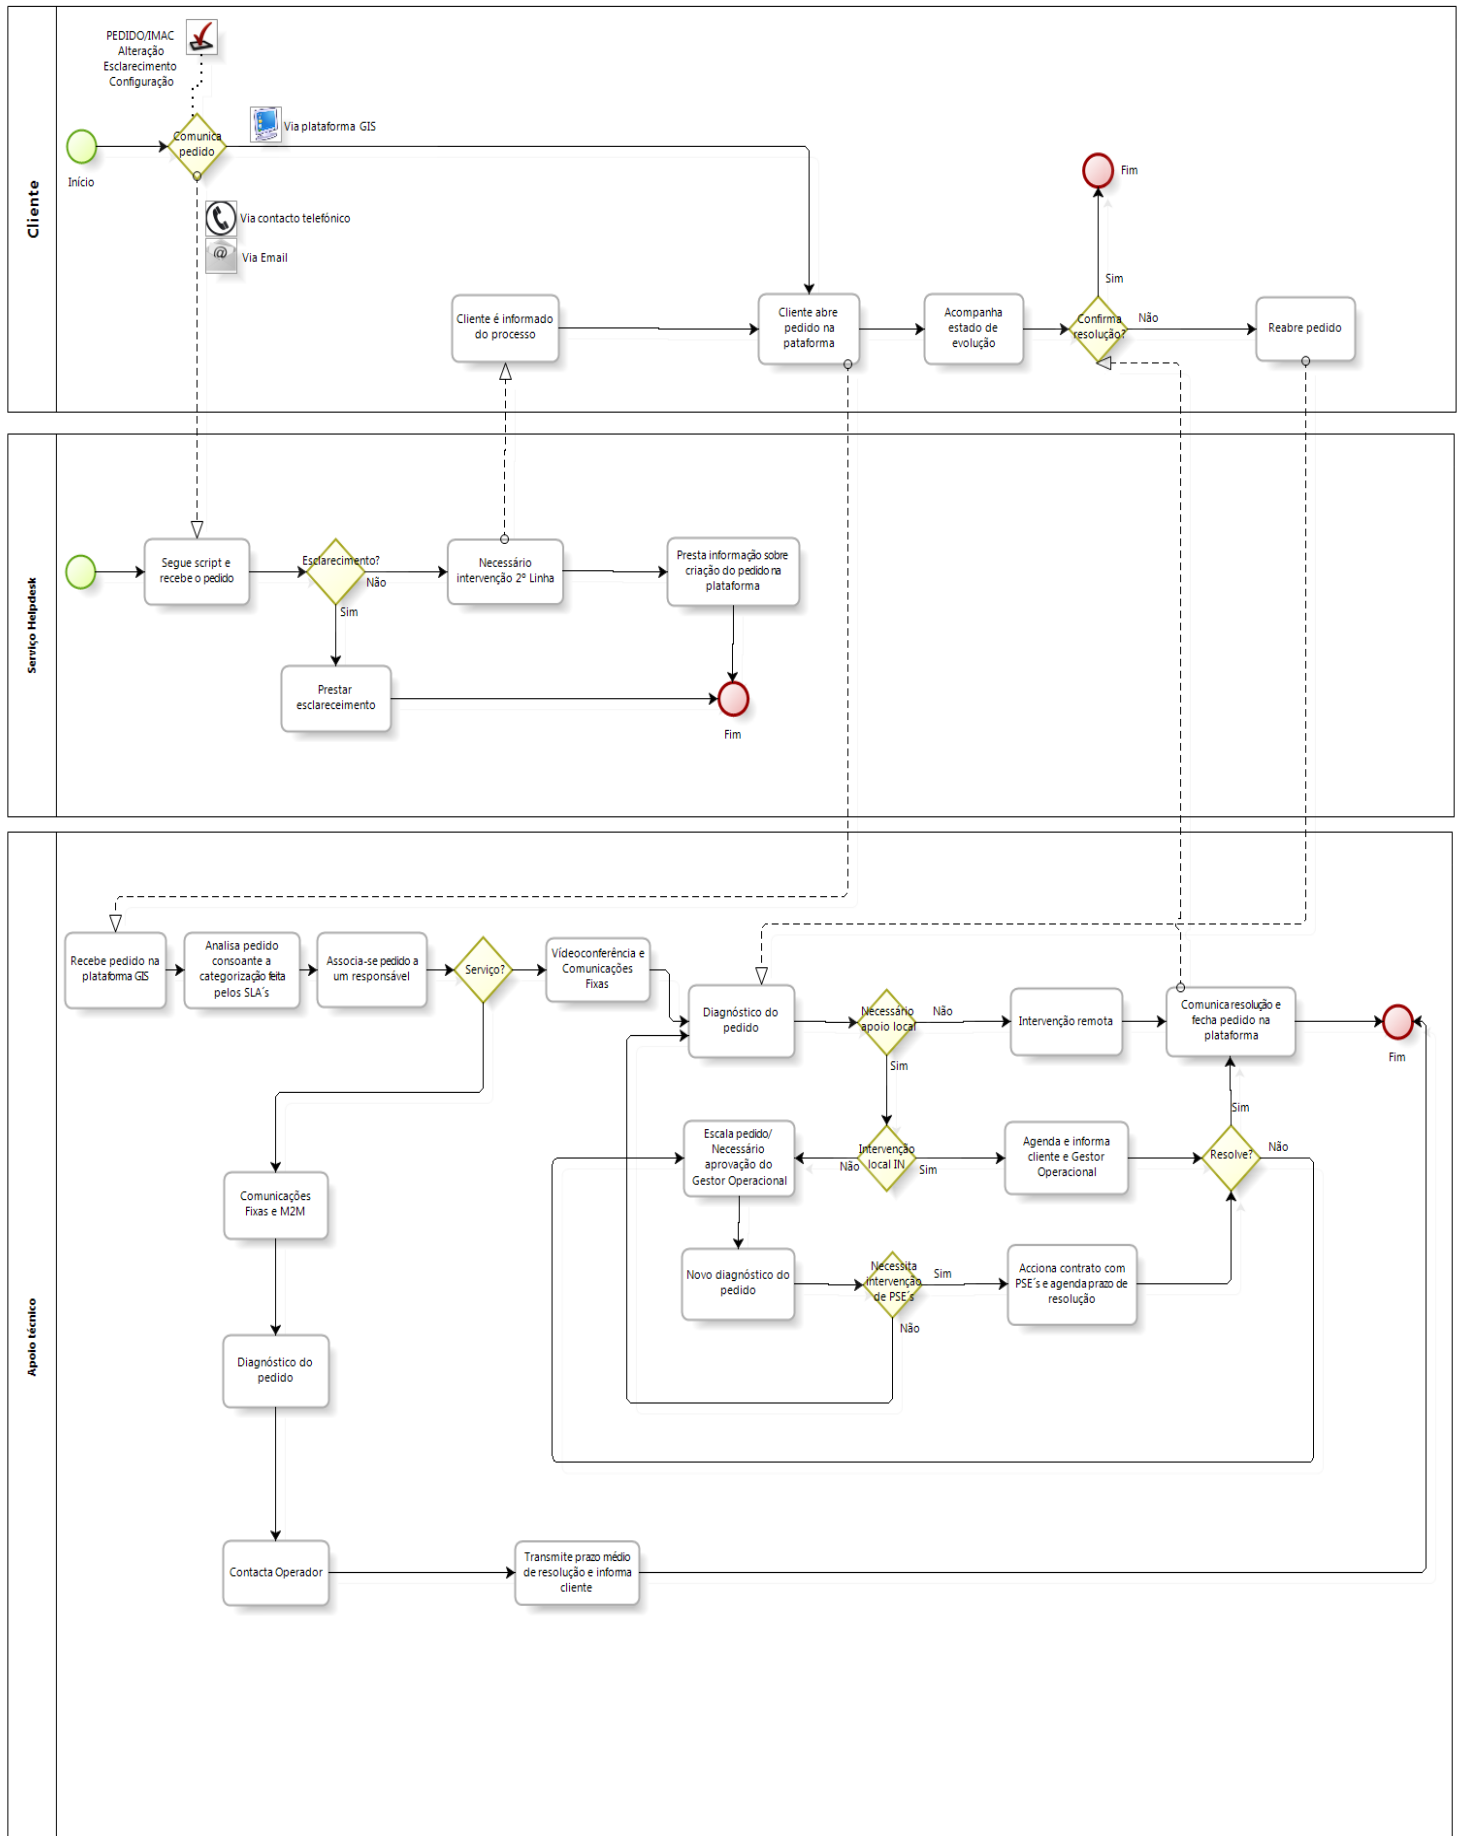 Cliente
PEDIDO/IMAC
Alteração
Esclarecimento
Configuração
Início
Comunica
pedido
Via plataforma GIS
Via contacto telefónico
@
Via Email
Cliente é informado
do processo
Cliente abre
pedido na
pataforma
Acompanha
estado de
evolução
Fim
Sim
Confirma
resolução?
Não
Reabre pedido
Serviço Helpdesk
Segue script e
recebe o pedido
Esclarecimento?
Não
Sim
Necessário
intervenção 2º Linha
Presta informação sobre
criação do pedido na
plataforma
Prestar
esclareceimento
Fim
Apoio técnico
Recebe pedido na
plataforma GIS
Analisa pedido
consoante a
categorização feita
pelos SLA´s
Associa-se pedido a
um responsável
Serviço?
Vídeoconferência e
Comunicações
Fixas
Diagnóstico do
pedido
Necessário
apoio local
Não
Sim
Intervenção remota
Comunica resolução e
fecha pedido na
plataforma
Fim
Escala pedido/
Necessário
aprovação do
Gestor Operacional
Não
Intervenção
local IN
Sim
Agenda e informa
cliente e Gestor
Operacional
Sim
Resolve?
Não
Comunicações
Fixas e M2M
Novo diagnóstico do
pedido
Necessita
intervenção
de PSE´s
Sim
Não
Acciona contrato com
PSE´s e agenda prazo de
resolução
Diagnóstico do
pedido
Contacta Operador
Transmite prazo médio
de resolução e informa
cliente